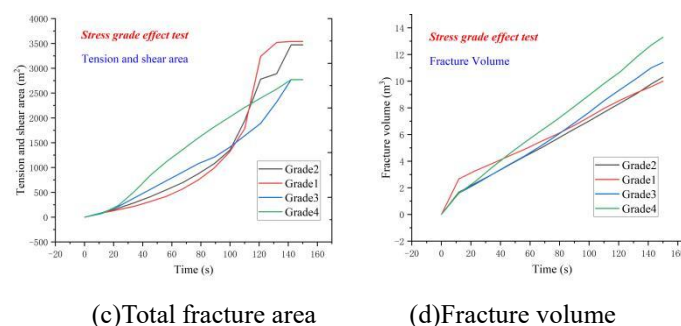 Stress grade effect test
Tension and shear area
Tension and shear area (m²)
4000
3500
3000
2500
2000
1500
1000
500
0
-500
Grade2
Grade1
Grade3
Grade4
-20 0 20 40 60 80 100 120 140 160
Time (s)
(c)Total fracture area
Stress grade effect test
Fracture Volume
Fracture volume (m³)
14
12
10
8
6
4
2
0
-2
Grade2
Grade1
Grade3
Grade4
-20 0 20 40 60 80 100 120 140 160
Time (s)
(d)Fracture volume